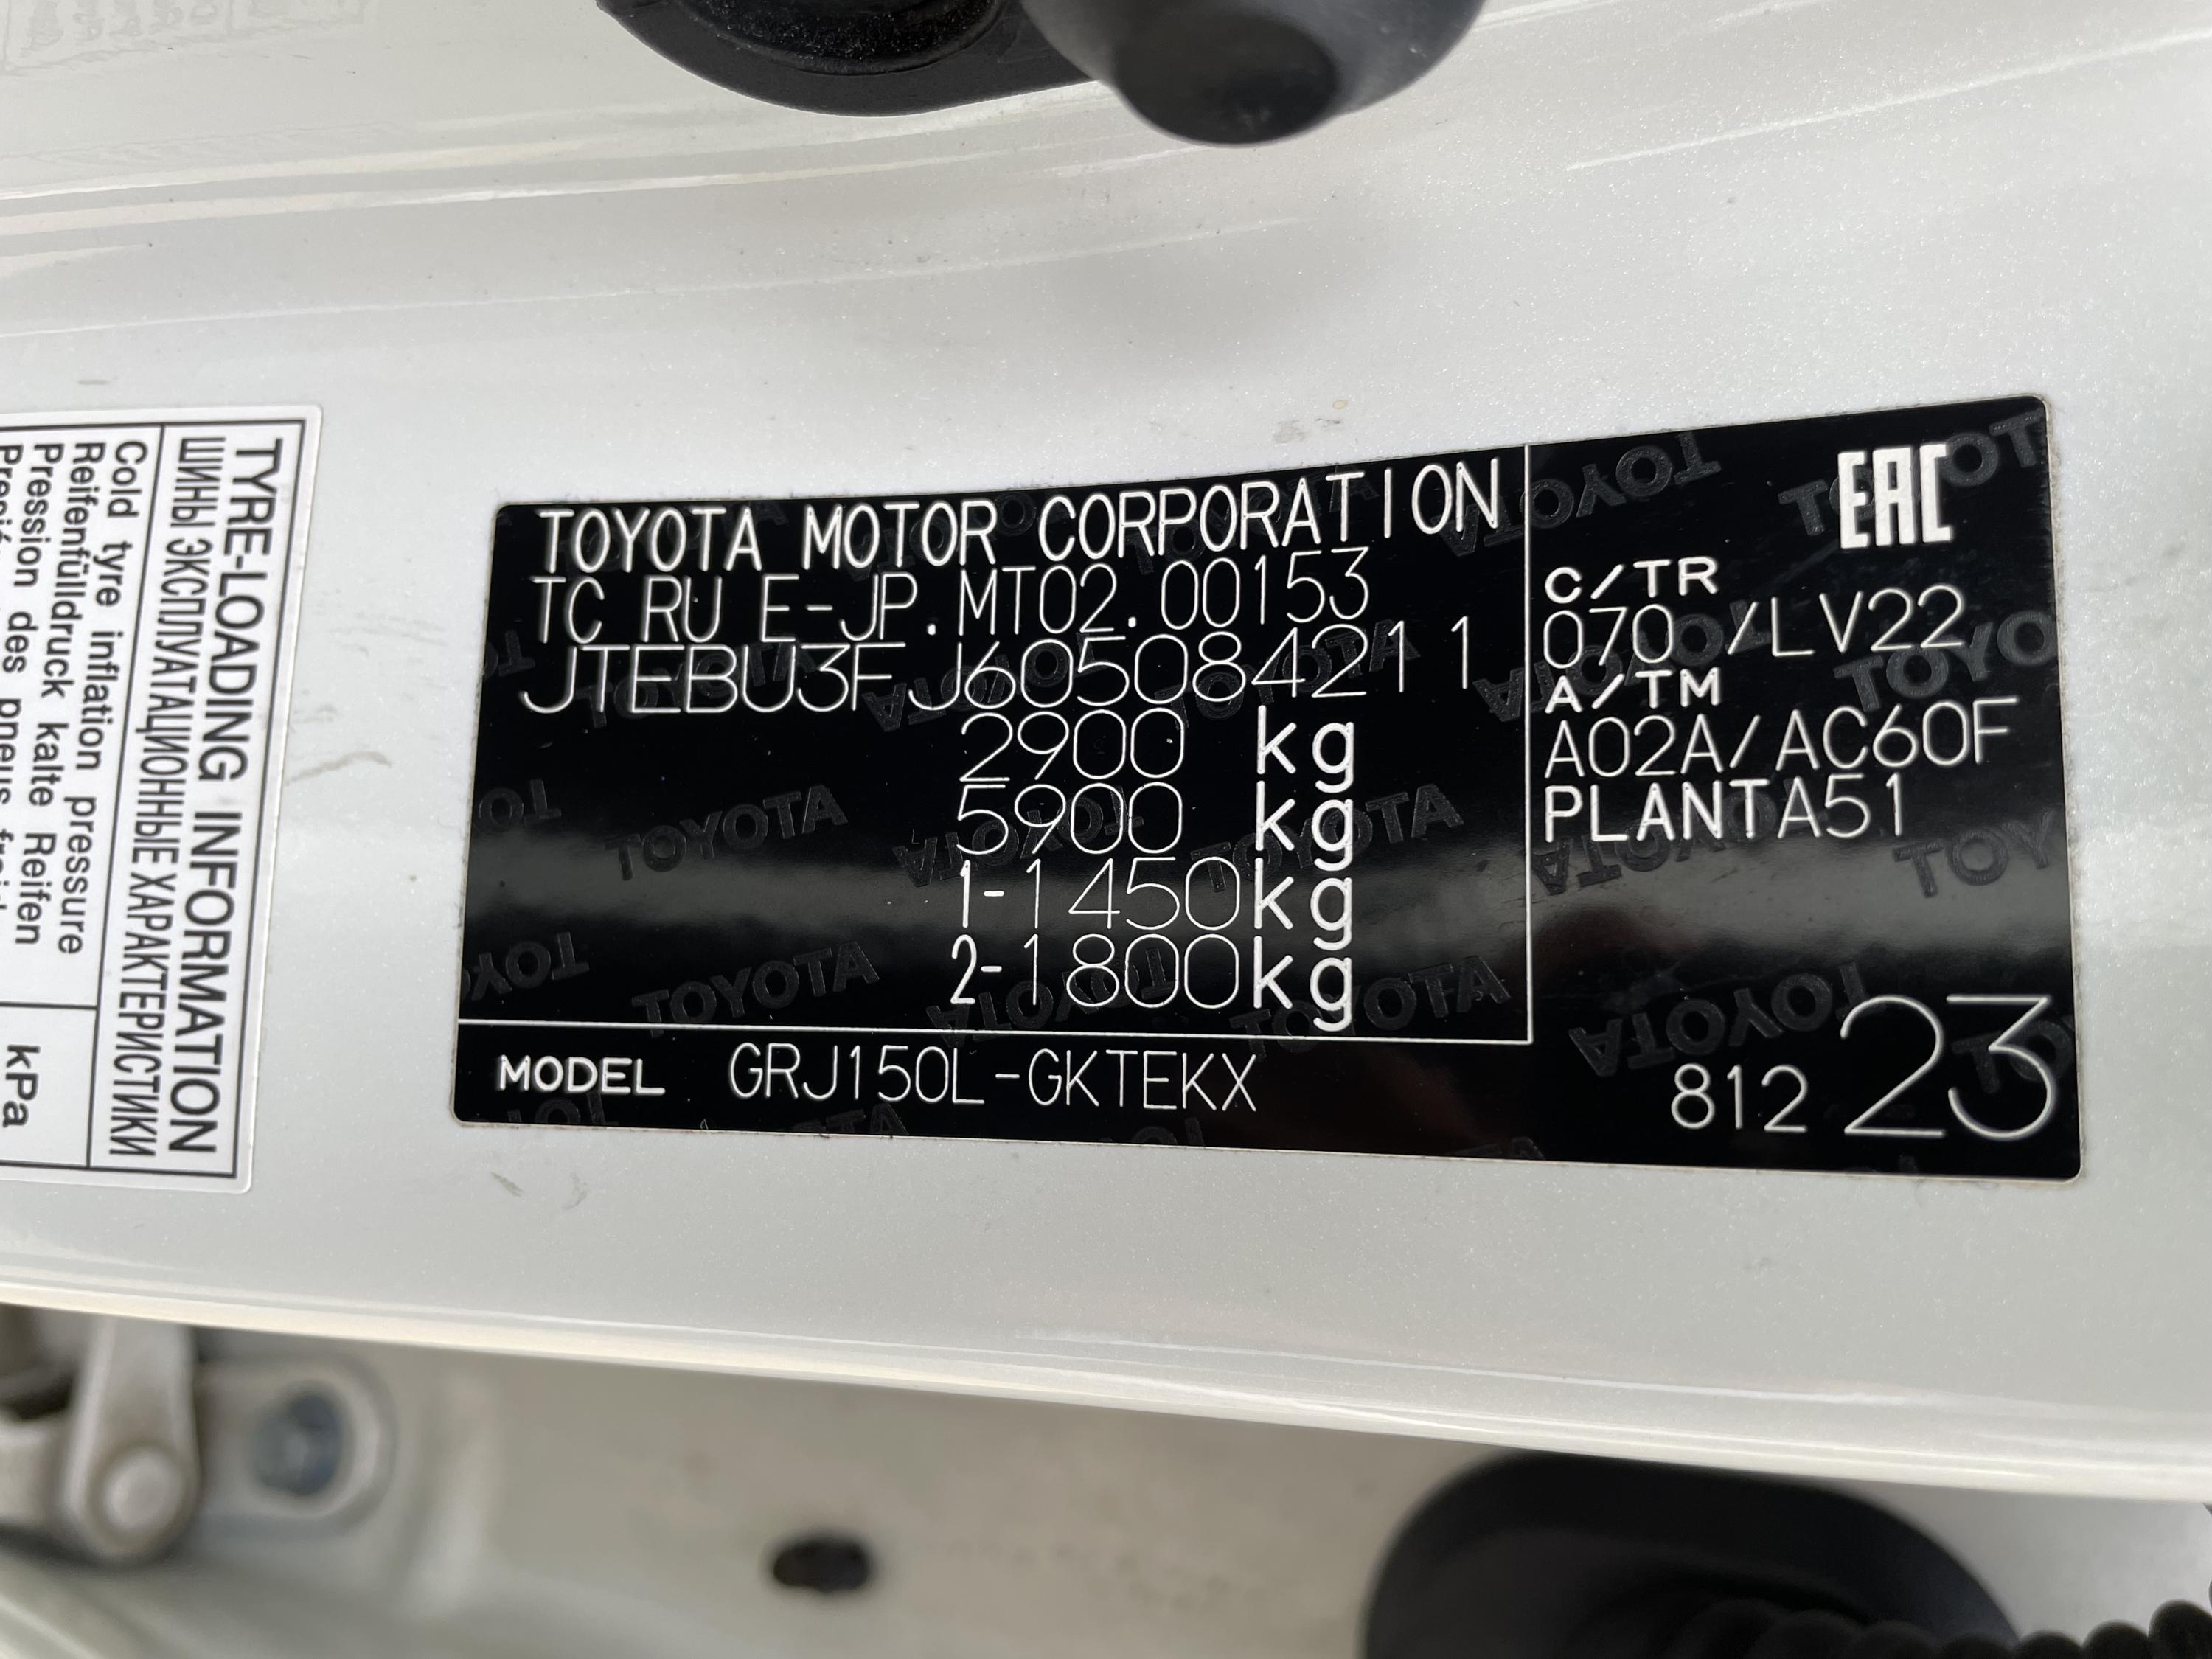 TYRE-LOADING INFORMATION
ШИНЫ ЭКСПЛУАТАЦИОННЫЕ ХАРАКТЕРИСТИКИ
Cold tyre inflation pressure
Reifenfülldruck kalte Reifen
Pression des pneus
kPa
TOYOTA MOTOR CORPORATION
TC RU E-JP.MT02.00153
JTEBU3FJ605084211
2900 kg
5900 kg
1-1450kg
2-1800kg
MODEL GRJ150L-GKTEKX
EAC
C/TR
070 /LV22
A/TM
A02A/AC60F
PLANTA51
812 23